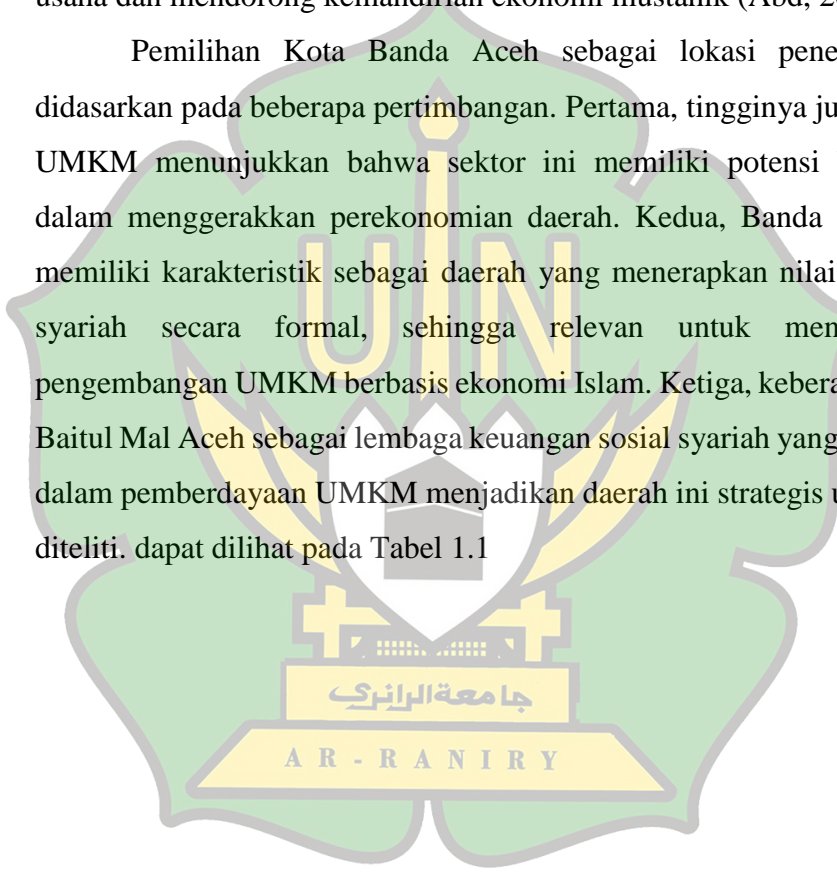 usaha dan mendorong kemandirian ekonomi mustahik (Abd, 20
Pemilihan Kota Banda Aceh sebagai lokasi pene
didasarkan pada beberapa pertimbangan. Pertama, tingginya ju
UMKM menunjukkan bahwa sektor ini memiliki potensi
dalam menggerakkan perekonomian daerah. Kedua, Banda
memiliki karakteristik sebagai daerah yang menerapkan nilai
syariah secara formal, sehingga relevan untuk men
pengembangan UMKM berbasis ekonomi Islam. Ketiga, kebera
Baitul Mal Aceh sebagai lembaga keuangan sosial syariah yang
dalam pemberdayaan UMKM menjadikan daerah ini strategis u
diteliti. dapat dilihat pada Tabel 1.1
UIN
جامعة الرانري
AR-RANIRY